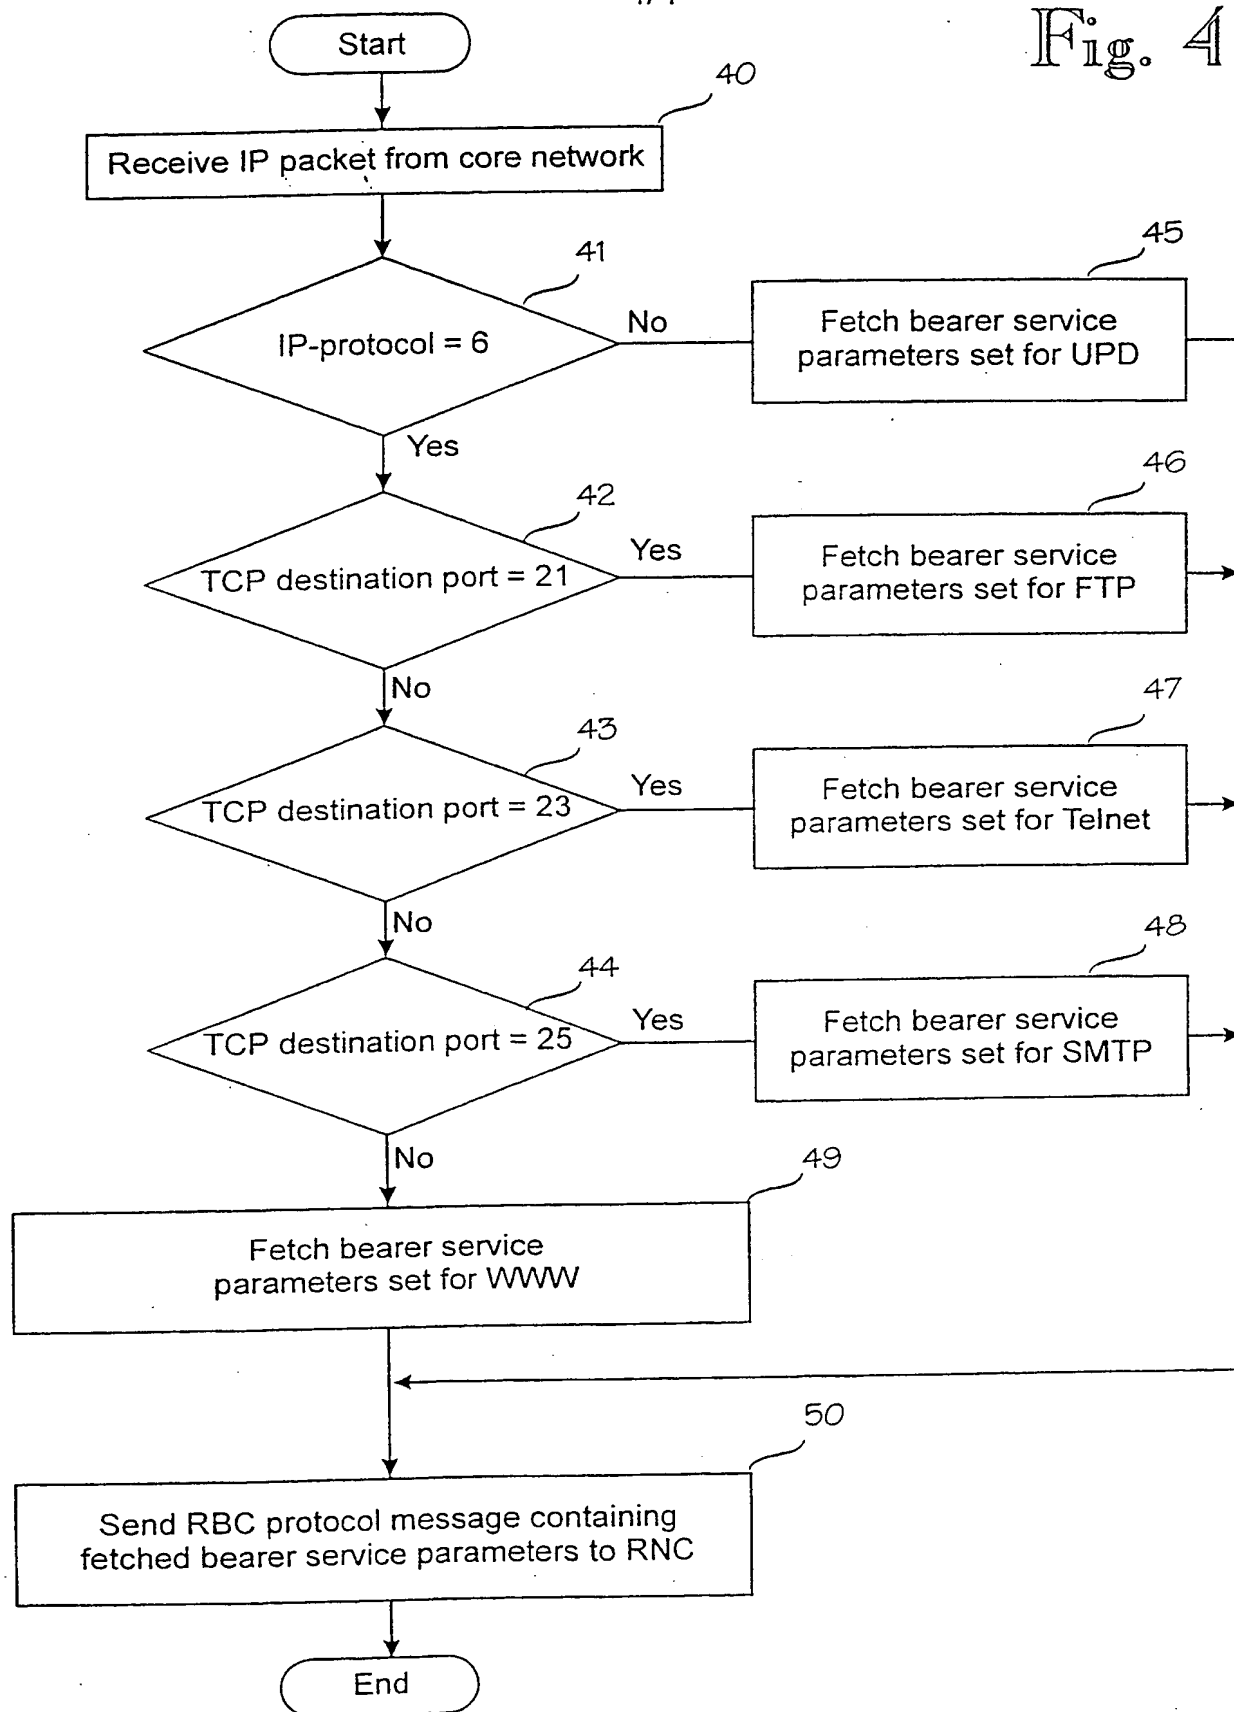 Fig. 4
Start
40
Receive IP packet from core network
41
IP-protocol = 6
No
45
Fetch bearer service
parameters set for UPD
Yes
42
TCP destination port = 21
Yes
46
Fetch bearer service
parameters set for FTP
No
43
TCP destination port = 23
Yes
47
Fetch bearer service
parameters set for Telnet
No
44
TCP destination port = 25
Yes
48
Fetch bearer service
parameters set for SMTP
No
49
Fetch bearer service
parameters set for WWW
50
Send RBC protocol message containing
fetched bearer service parameters to RNC
End